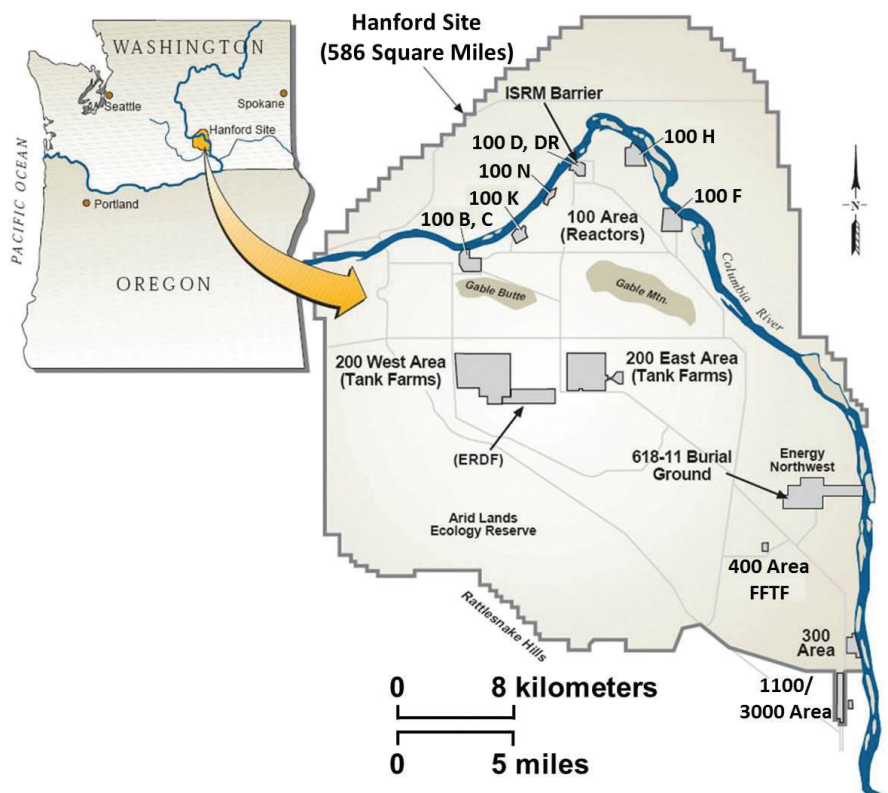 WASHINGTON
Seattle
Spokane
Hanford Site
PACIFIC OCEAN
Portland
OREGON
Hanford Site
(586 Square Miles)
ISRM Barrier
100 D, DR
100 H
100 N
100 K
100 F
100 B, C
100 Area
(Reactors)
N
Gable Butte
Gable Mtn.
Columbia River
200 West Area
(Tank Farms)
200 East Area
(Tank Farms)
(ERDF)
618-11 Burial
Ground
Energy
Northwest
Arid Lands
Ecology Reserve
400 Area
FFTF
Rattlesnake Hills
300
Area
1100/
3000 Area
0 8 kilometers
0 5 miles